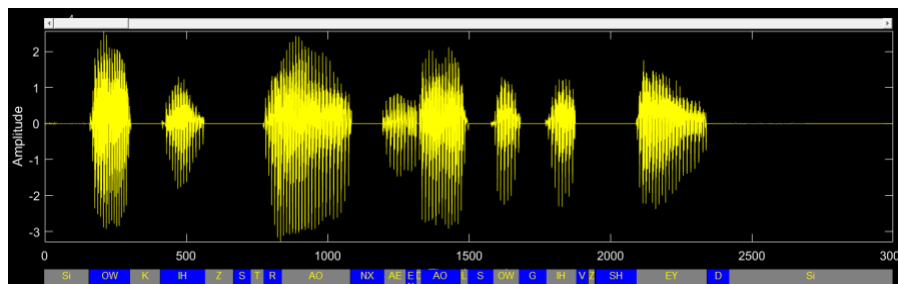 2
1
0
-1
-2
-3
Amplitude
0 500 1000 1500 2000 2500 300
Si OW K IH Z S T R AO NX AE E AO L S OW G IH V Z SH EY D Si